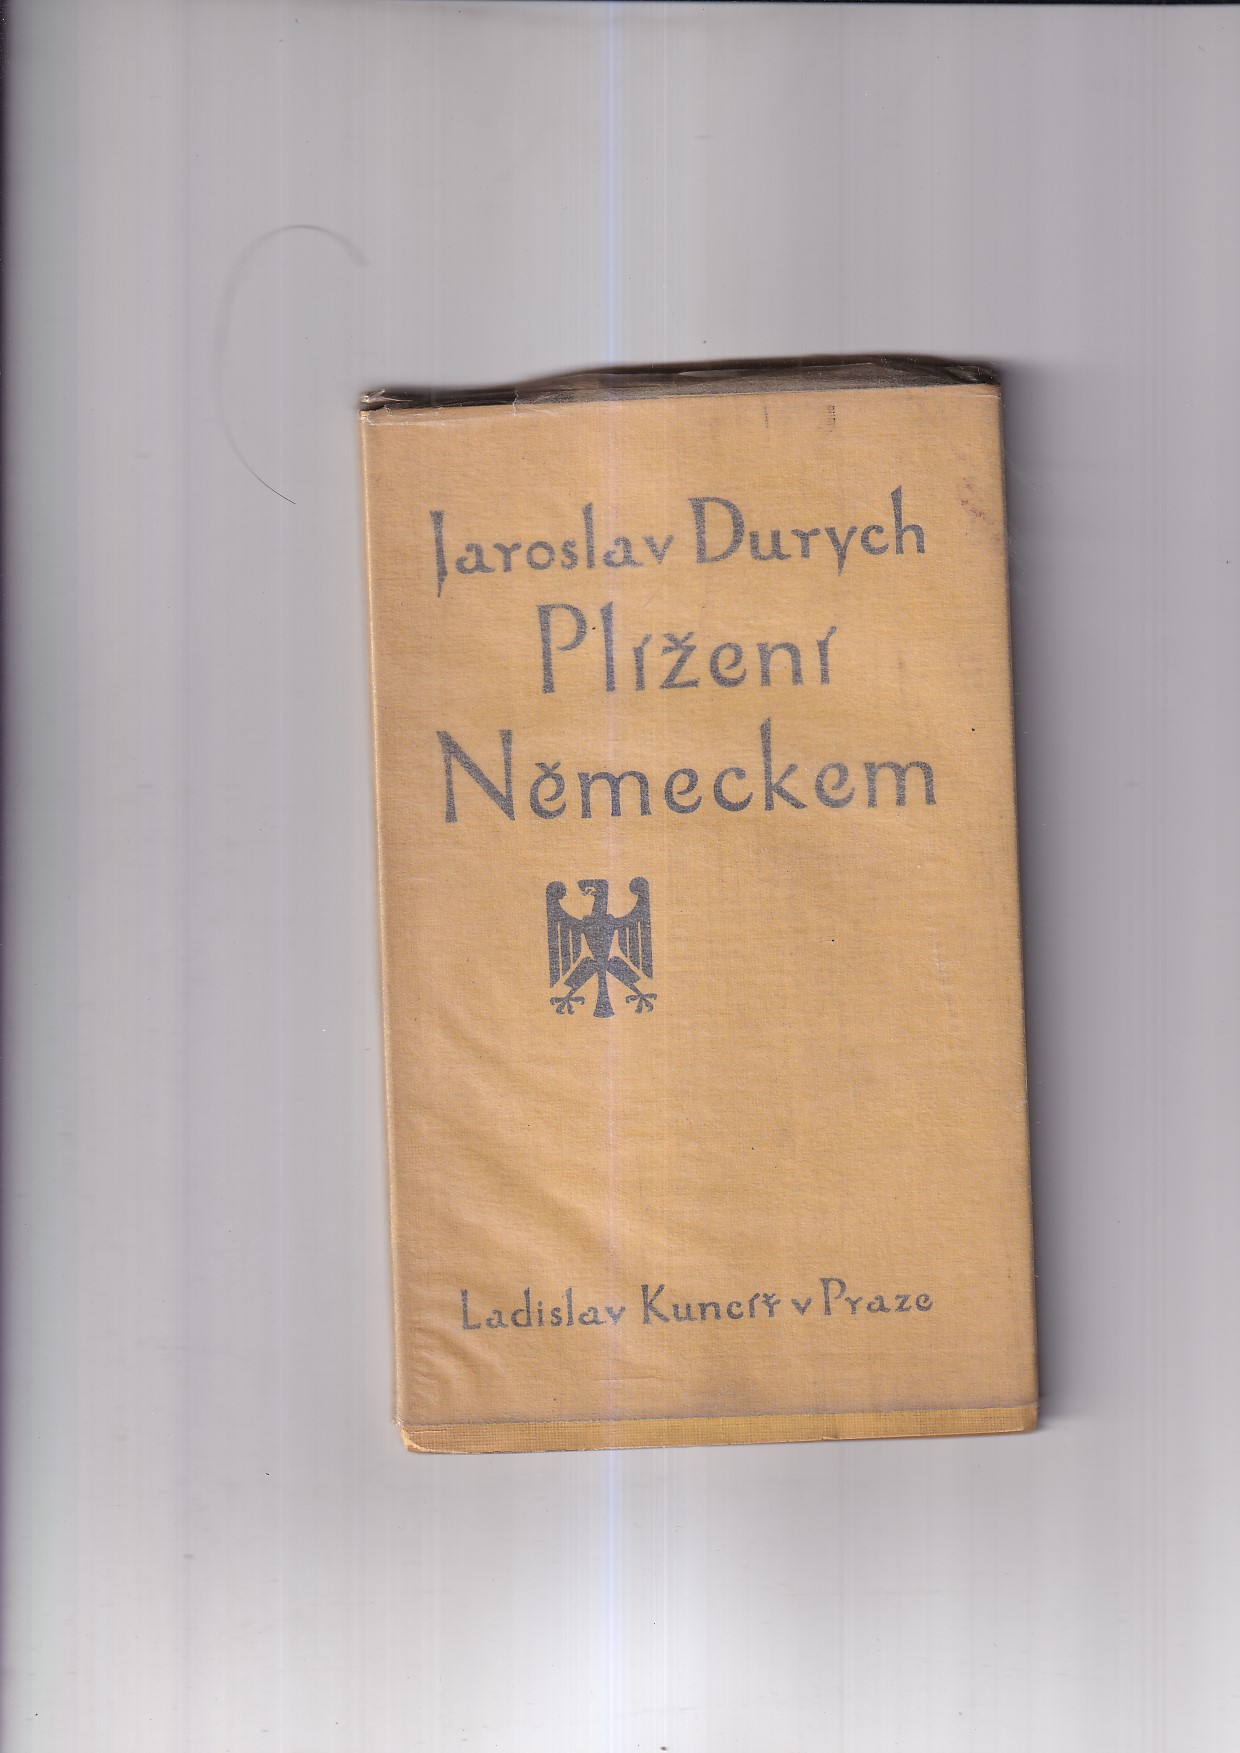 Jaroslav Durych
Plížení
Německem
Ladislav Kuncíř v Praze